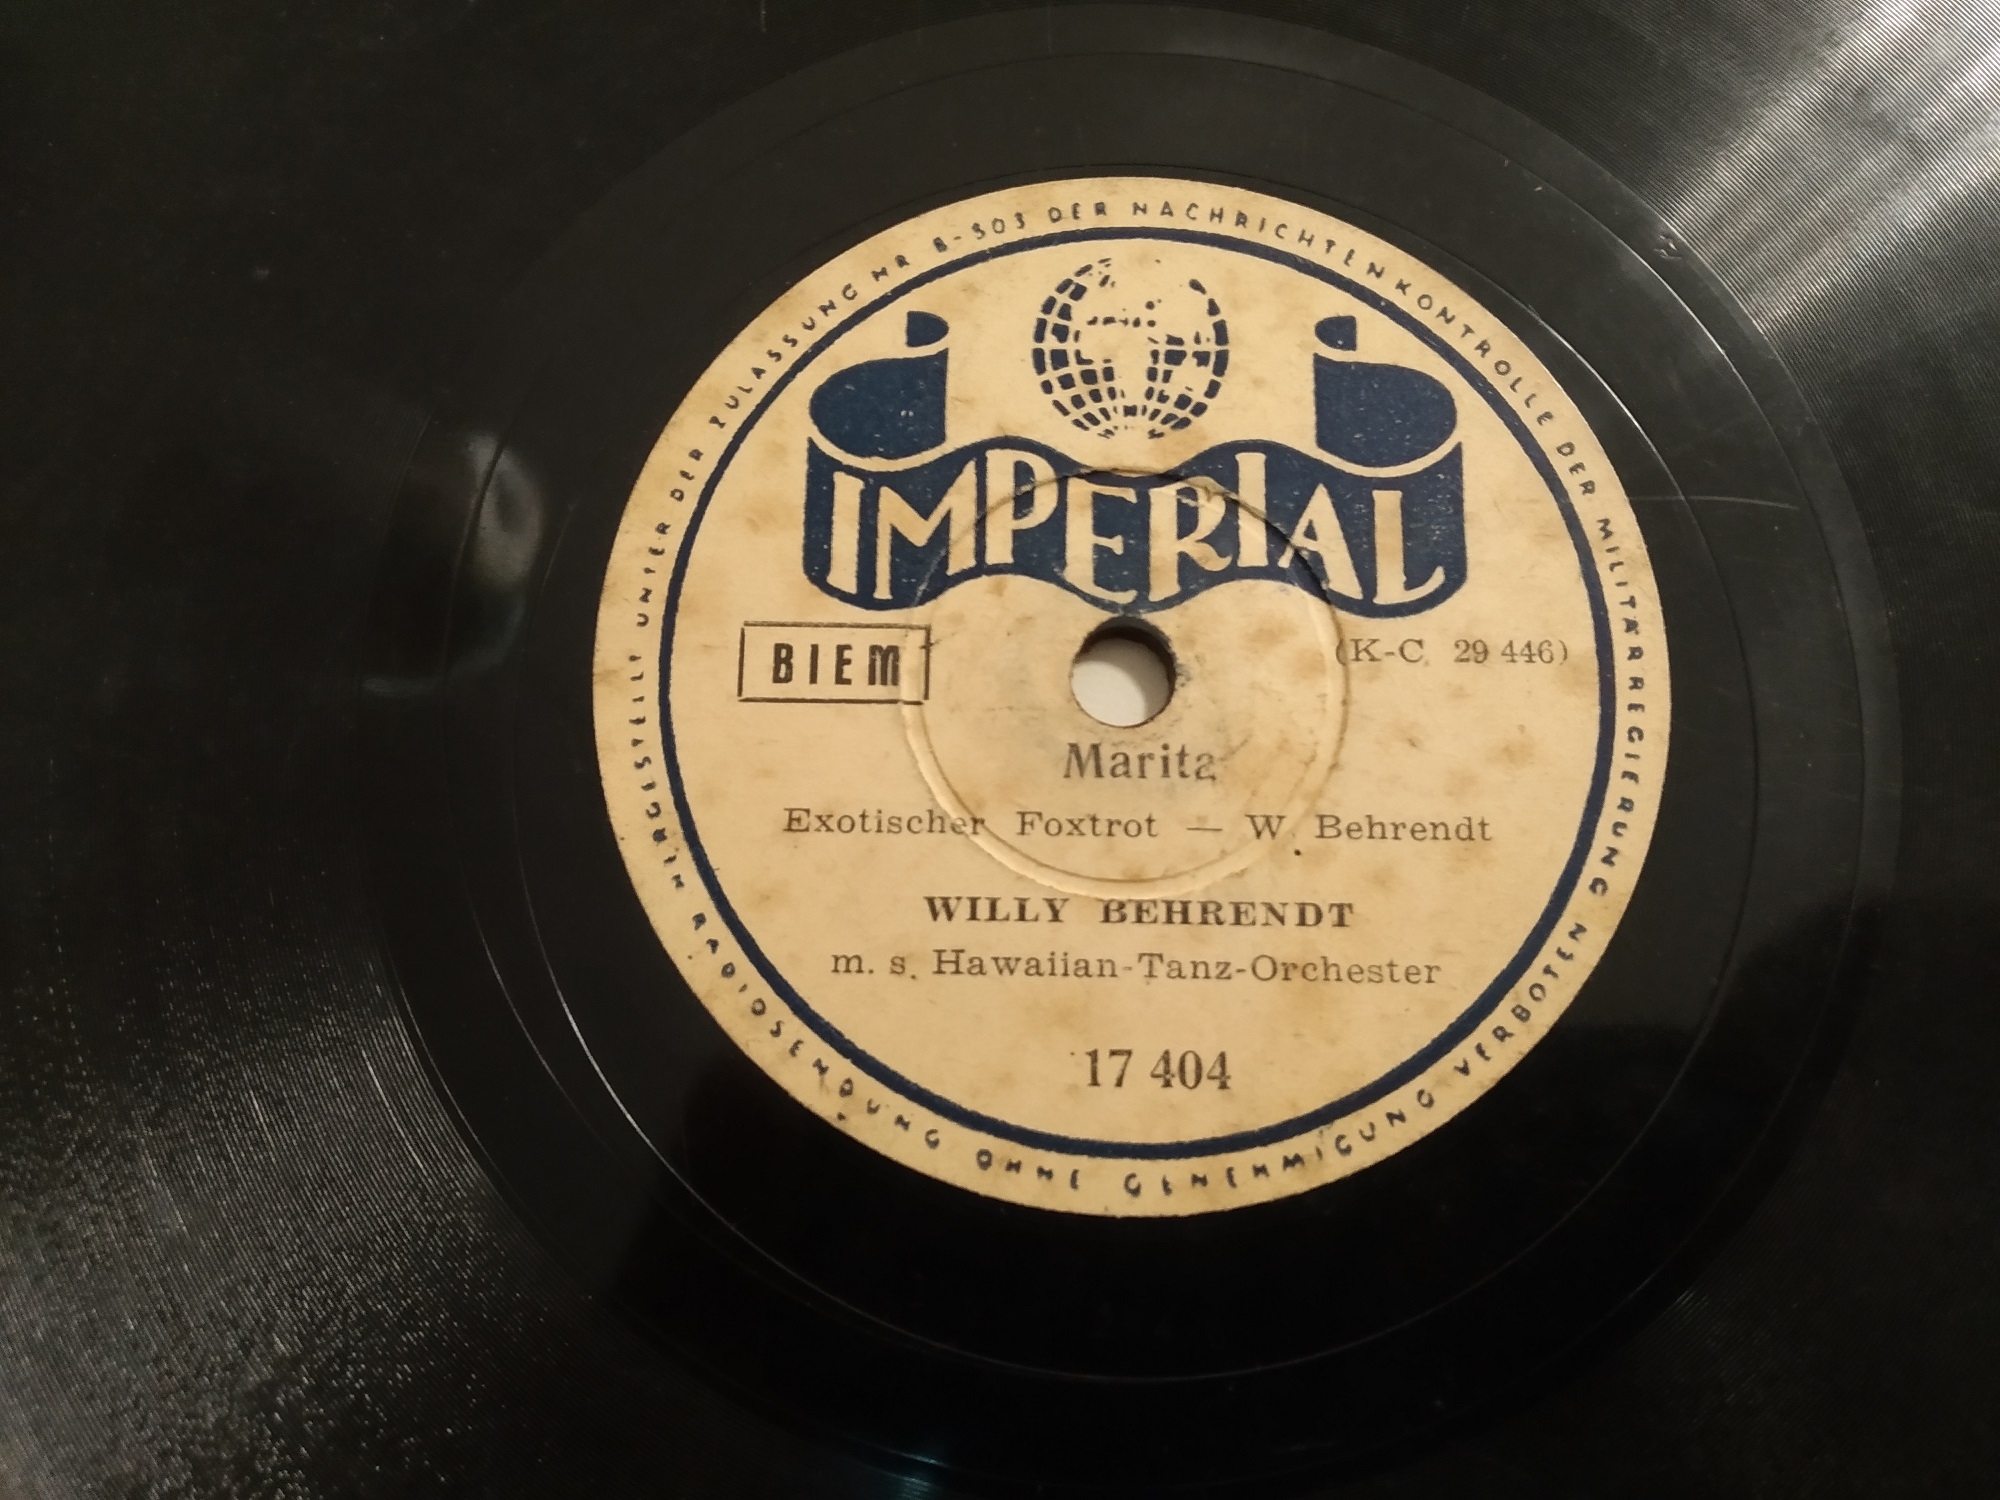 HERGESTELLT UNTER DER ZULASSUNG NR B-503 DER NACHRICHTENKONTROLLE DER MILITÄRREGIERUNG
IMPERIAL
BIEM
(K-C. 29 446)
Marita
Exotischer Foxtrot — W. Behrendt
WILLY BEHRENDT
m. s. Hawaiian-Tanz-Orchester
17 404
RADIOSENDUNG OHNE GENEHMIGUNG VERBOTEN